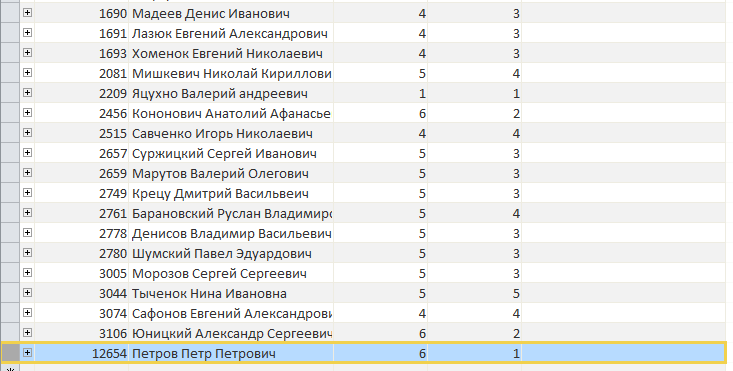 1690 Мадеев Денис Иванович 4 3
1691 Лазюк Евгений Александрович 4 3
1693 Хоменок Евгений Николаевич 4 3
2081 Мишкевич Николай Кириллови 5 4
2209 Яцухно Валерий андреевич 1 1
2456 Кононович Анатолий Афанасье 6 2
2515 Савченко Игорь Николаевич 4 4
2657 Суржицкий Сергей Иванович 5 3
2659 Марутов Валерий Олегович 5 3
2749 Крецу Дмитрий Васильвеич 5 3
2761 Барановский Руслан Владимиро 5 4
2778 Денисов Владимир Васильевич 5 3
2780 Шумский Павел Эдуардович 5 3
3005 Морозов Сергей Сергеевич 5 3
3044 Тыченок Нина Ивановна 5 5
3074 Сафонов Евгений Александрови 4 4
3106 Юницкий Александр Сергеевич 6 2
12654 Петров Петр Петрович 6 1